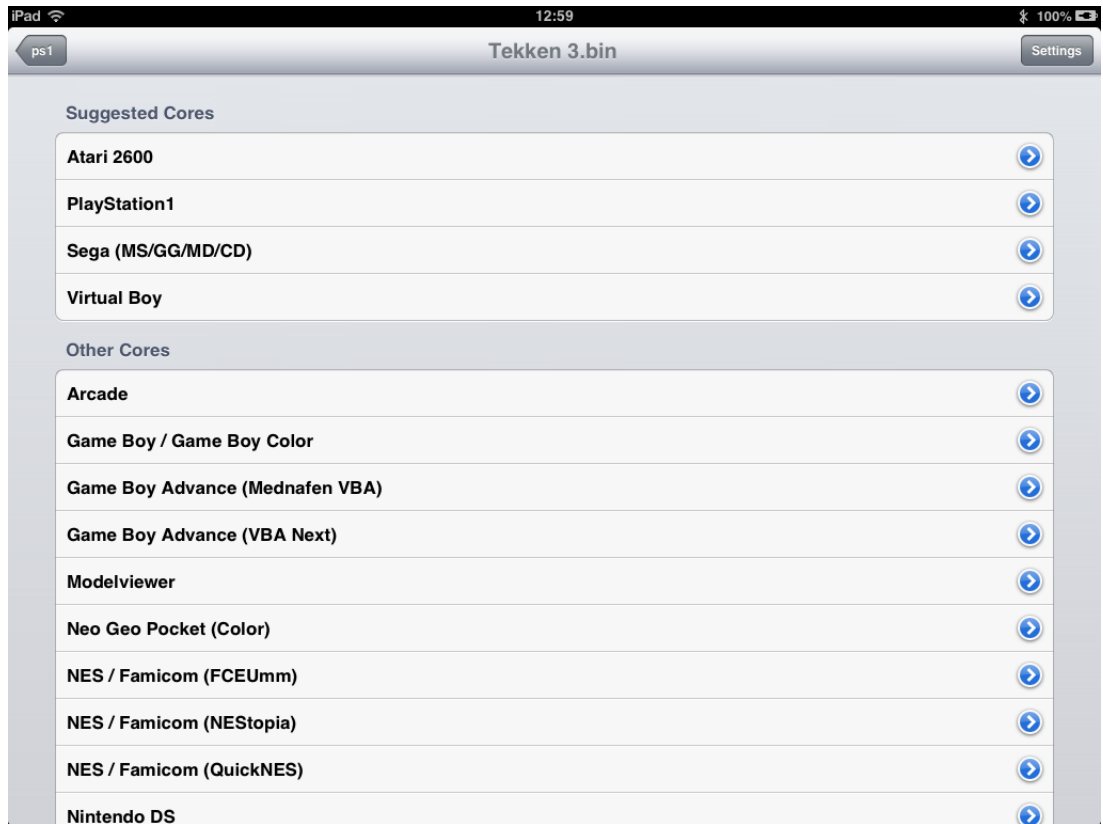 iPad 12:59 100%
ps1 Tekken 3.bin Settings
Suggested Cores
Atari 2600
PlayStation1
Sega (MS/GG/MD/CD)
Virtual Boy
Other Cores
Arcade
Game Boy / Game Boy Color
Game Boy Advance (Mednafen VBA)
Game Boy Advance (VBA Next)
Modelviewer
Neo Geo Pocket (Color)
NES / Famicom (FCEUmm)
NES / Famicom (NEStopia)
NES / Famicom (QuickNES)
Nintendo DS